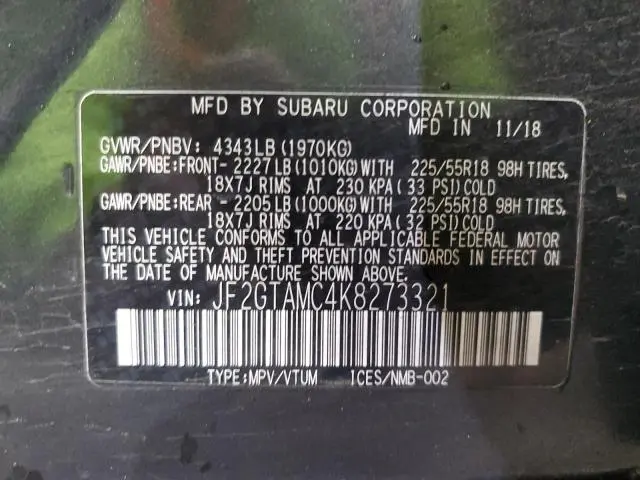 MFD BY SUBARU CORPORATION
MFD IN 11/18
GVWR/PNBV: 4343LB(1970KG)
GAWR/PNBE:FRONT- 2227LB(1010KG)WITH 225/55R18 98H TIRES,
18X7J RIMS AT 230 KPA( 33 PSI)COLD
GAWR/PNBE:REAR - 2205LB(1000KG)WITH 225/55R18 98H TIRES,
18X7J RIMS AT 220 KPA( 32 PSI)COLD
THIS VEHICLE CONFORMS TO ALL APPLICABLE FEDERAL MOTOR
VEHICLE SAFETY AND THEFT PREVENTION STANDARDS IN EFFECT ON
THE DATE OF MANUFACTURE SHOWN ABOVE.
VIN: JF2GTAMC4K8273321
TYPE:MPV/VTUM ICES/NMB-002